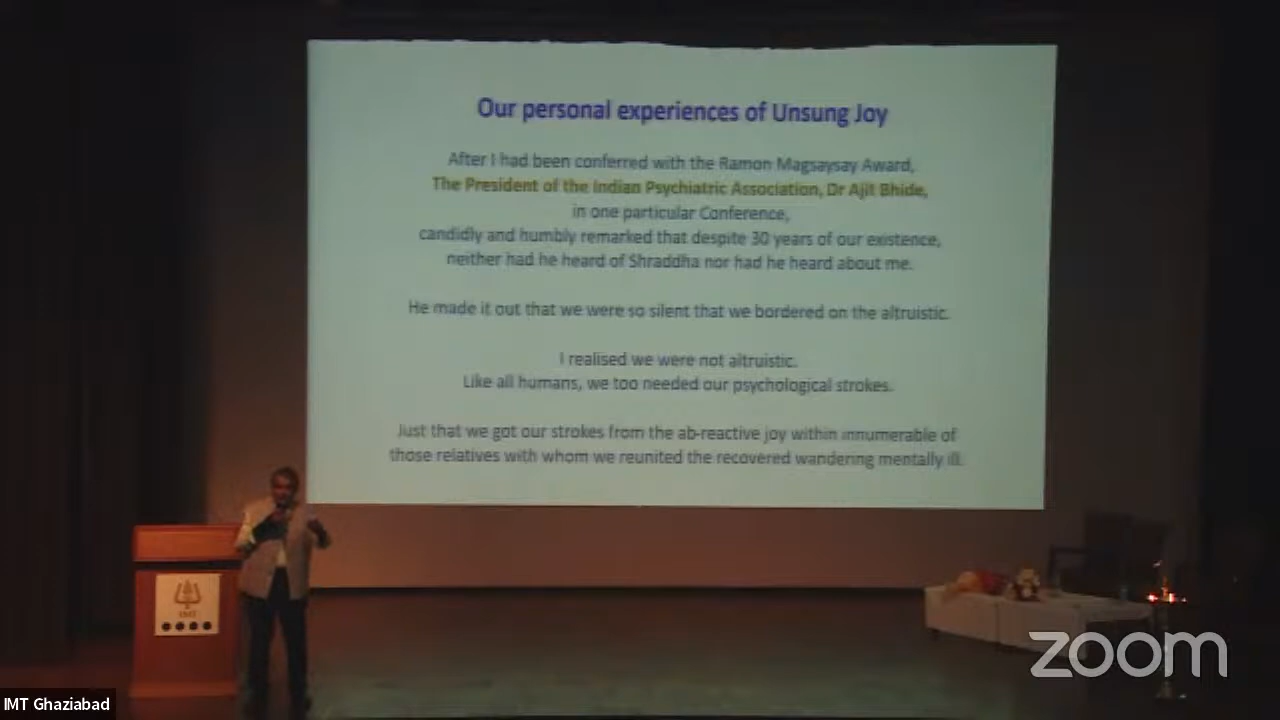 Our personal experiences of Unsung Joy
After I had been conferred with the Ramon Magsaysay Award,
The President of the Indian Psychiatric Association, Dr Ajit Bhide,
in one particular Conference,
candidly and humbly remarked that despite 30 years of our existence,
neither had he heard of Shraddha nor had he heard about me.
He made it out that we were so silent that we bordered on the altruistic.
I realised we were not altruistic.
Like all humans, we too needed our psychological strokes.
Just that we got our strokes from the ab-reactive joy within innumerable of
those relatives with whom we reunited the recovered wandering mentally ill.
IMT
zoom
IMT Ghaziabad